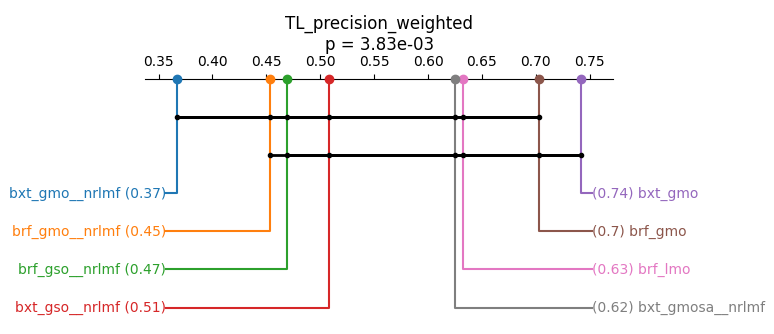 TL_precision_weighted
p = 3.83e-03
0.35 0.40 0.45 0.50 0.55 0.60 0.65 0.70 0.75
bxt_gmo__nrlmf (0.37) (0.74) bxt_gmo
brf_gmo__nrlmf (0.45) (0.7) brf_gmo
brf_gso__nrlmf (0.47) (0.63) brf_lmo
bxt_gso__nrlmf (0.51) (0.62) bxt_gmosa__nrlmf